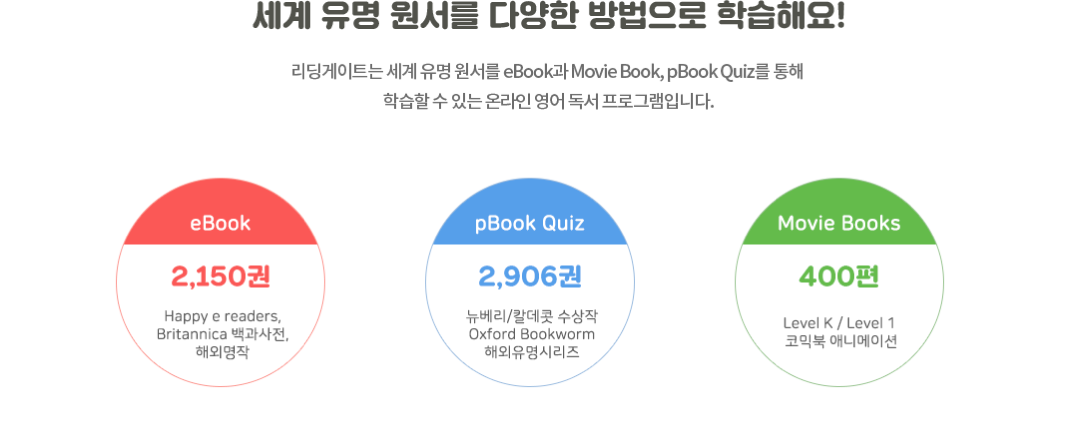 세계 유명 원서를 다양한 방법으로 학습해요!
리딩게이트는 세계 유명 원서를 eBook과 Movie Book, pBook Quiz를 통해
학습할 수 있는 온라인 영어 독서 프로그램입니다.
eBook
2,150권
Happy e readers,
Britannica 백과사전,
해외명작
pBook Quiz
2,906권
뉴베리/칼데콧 수상작
Oxford Bookworm
해외유명시리즈
Movie Books
400편
Level K / Level 1
코믹북 애니메이션